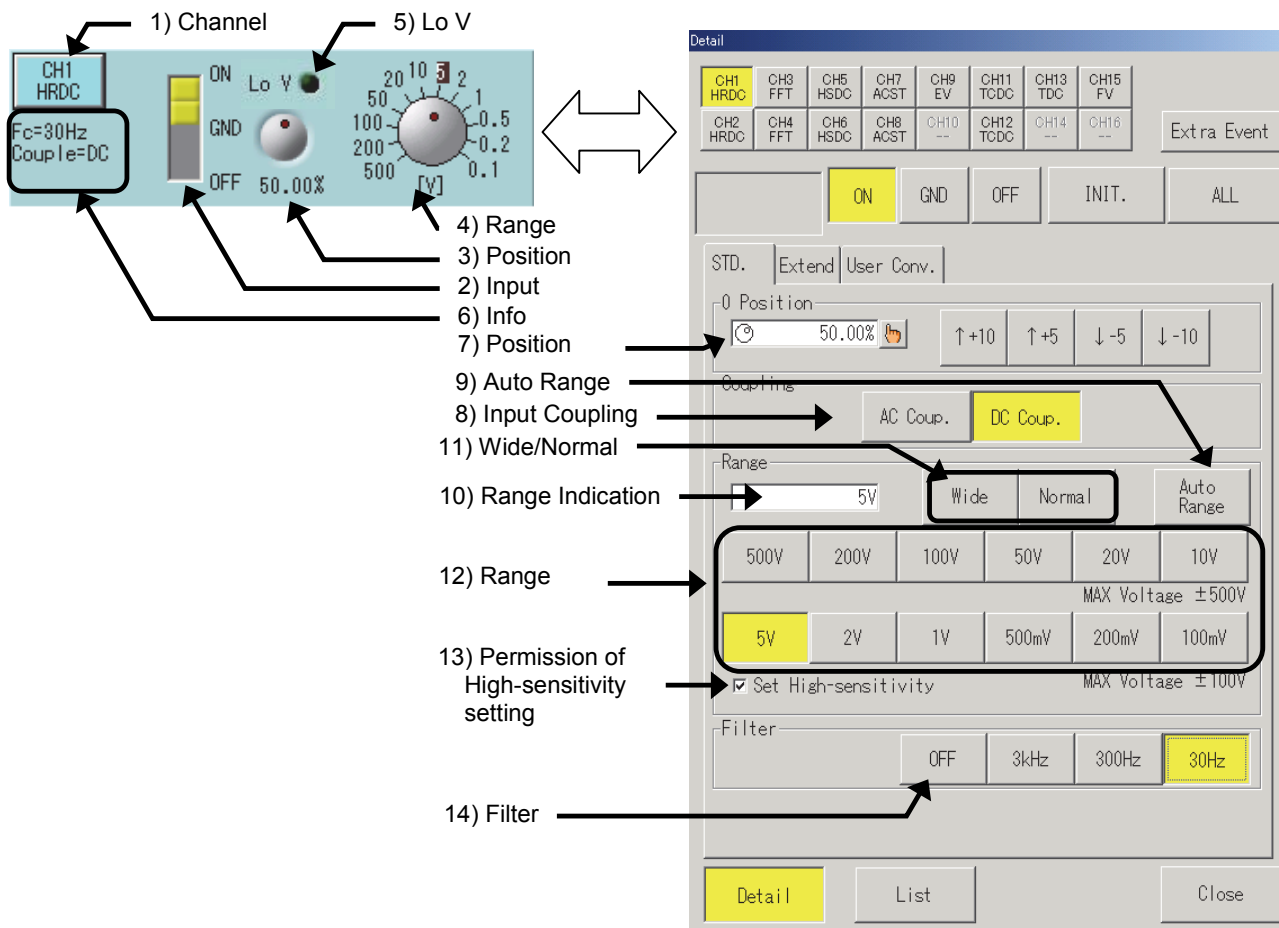 1) Channel
5) Lo V
CH1
HRDC
Fc=30Hz
Couple=DC
ON
GND
OFF
Lo V
50.00%
500
200
100
50
20
10
5
2
1
0.5
0.2
0.1
[V]
4) Range
3) Position
2) Input
6) Info
7) Position
9) Auto Range
8) Input Coupling
11) Wide/Normal
10) Range Indication
12) Range
13) Permission of
High-sensitivity
setting
14) Filter
Detail
CH1 HRDC
CH3 FFT
CH5 HSDC
CH7 ACST
CH9 EV
CH11 TCDC
CH13 TDC
CH15 FV
CH2 HRDC
CH4 FFT
CH6 HSDC
CH8 ACST
CH10 --
CH12 TCDC
CH14 --
CH16 --
Extra Event
ON GND OFF INIT. ALL
STD. Extend User Conv.
0 Position
50.00% ↑+10 ↑+5 ↓-5 ↓-10
Coupling
AC Coup. DC Coup.
Range
5V Wide Normal Auto Range
500V 200V 100V 50V 20V 10V
MAX Voltage ±500V
5V 2V 1V 500mV 200mV 100mV
Set High-sensitivity MAX Voltage ±100V
Filter
OFF 3kHz 300Hz 30Hz
Detail List Close